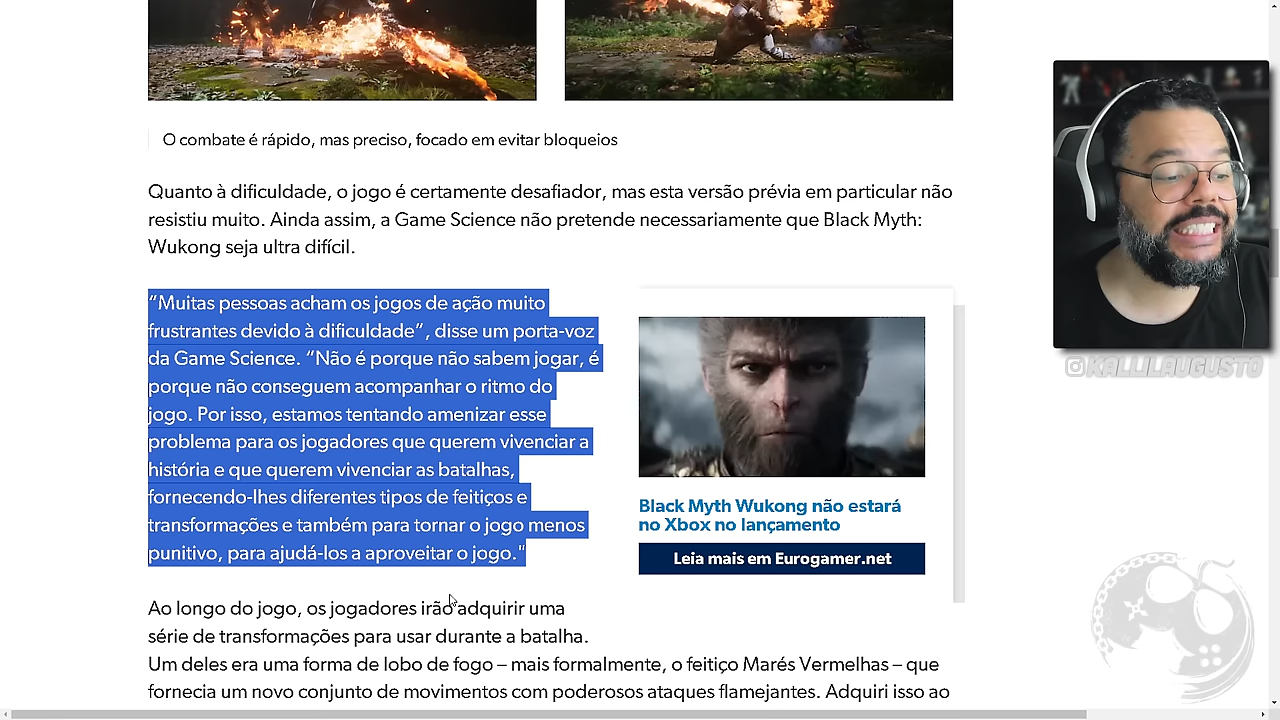 O combate é rápido, mas preciso, focado em evitar bloqueios
Quanto à dificuldade, o jogo é certamente desafiador, mas esta versão prévia em particular não
resistiu muito. Ainda assim, a Game Science não pretende necessariamente que Black Myth:
Wukong seja ultra difícil.
“Muitas pessoas acham os jogos de ação muito
frustrantes devido à dificuldade”, disse um porta-voz
da Game Science. “Não é porque não sabem jogar, é
porque não conseguem acompanhar o ritmo do
jogo. Por isso, estamos tentando amenizar esse
problema para os jogadores que querem vivenciar a
história e que querem vivenciar as batalhas,
fornecendo-lhes diferentes tipos de feitiços e
transformações e também para tornar o jogo menos
punitivo, para ajudá-los a aproveitar o jogo."
Black Myth Wukong não estará
no Xbox no lançamento
Leia mais em Eurogamer.net
Ao longo do jogo, os jogadores irão adquirir uma
série de transformações para usar durante a batalha.
Um deles era uma forma de lobo de fogo – mais formalmente, o feitiço Marés Vermelhas – que
fornecia um novo conjunto de movimentos com poderosos ataques flamejantes. Adquiri isso ao
@KALLILAUGUSTO